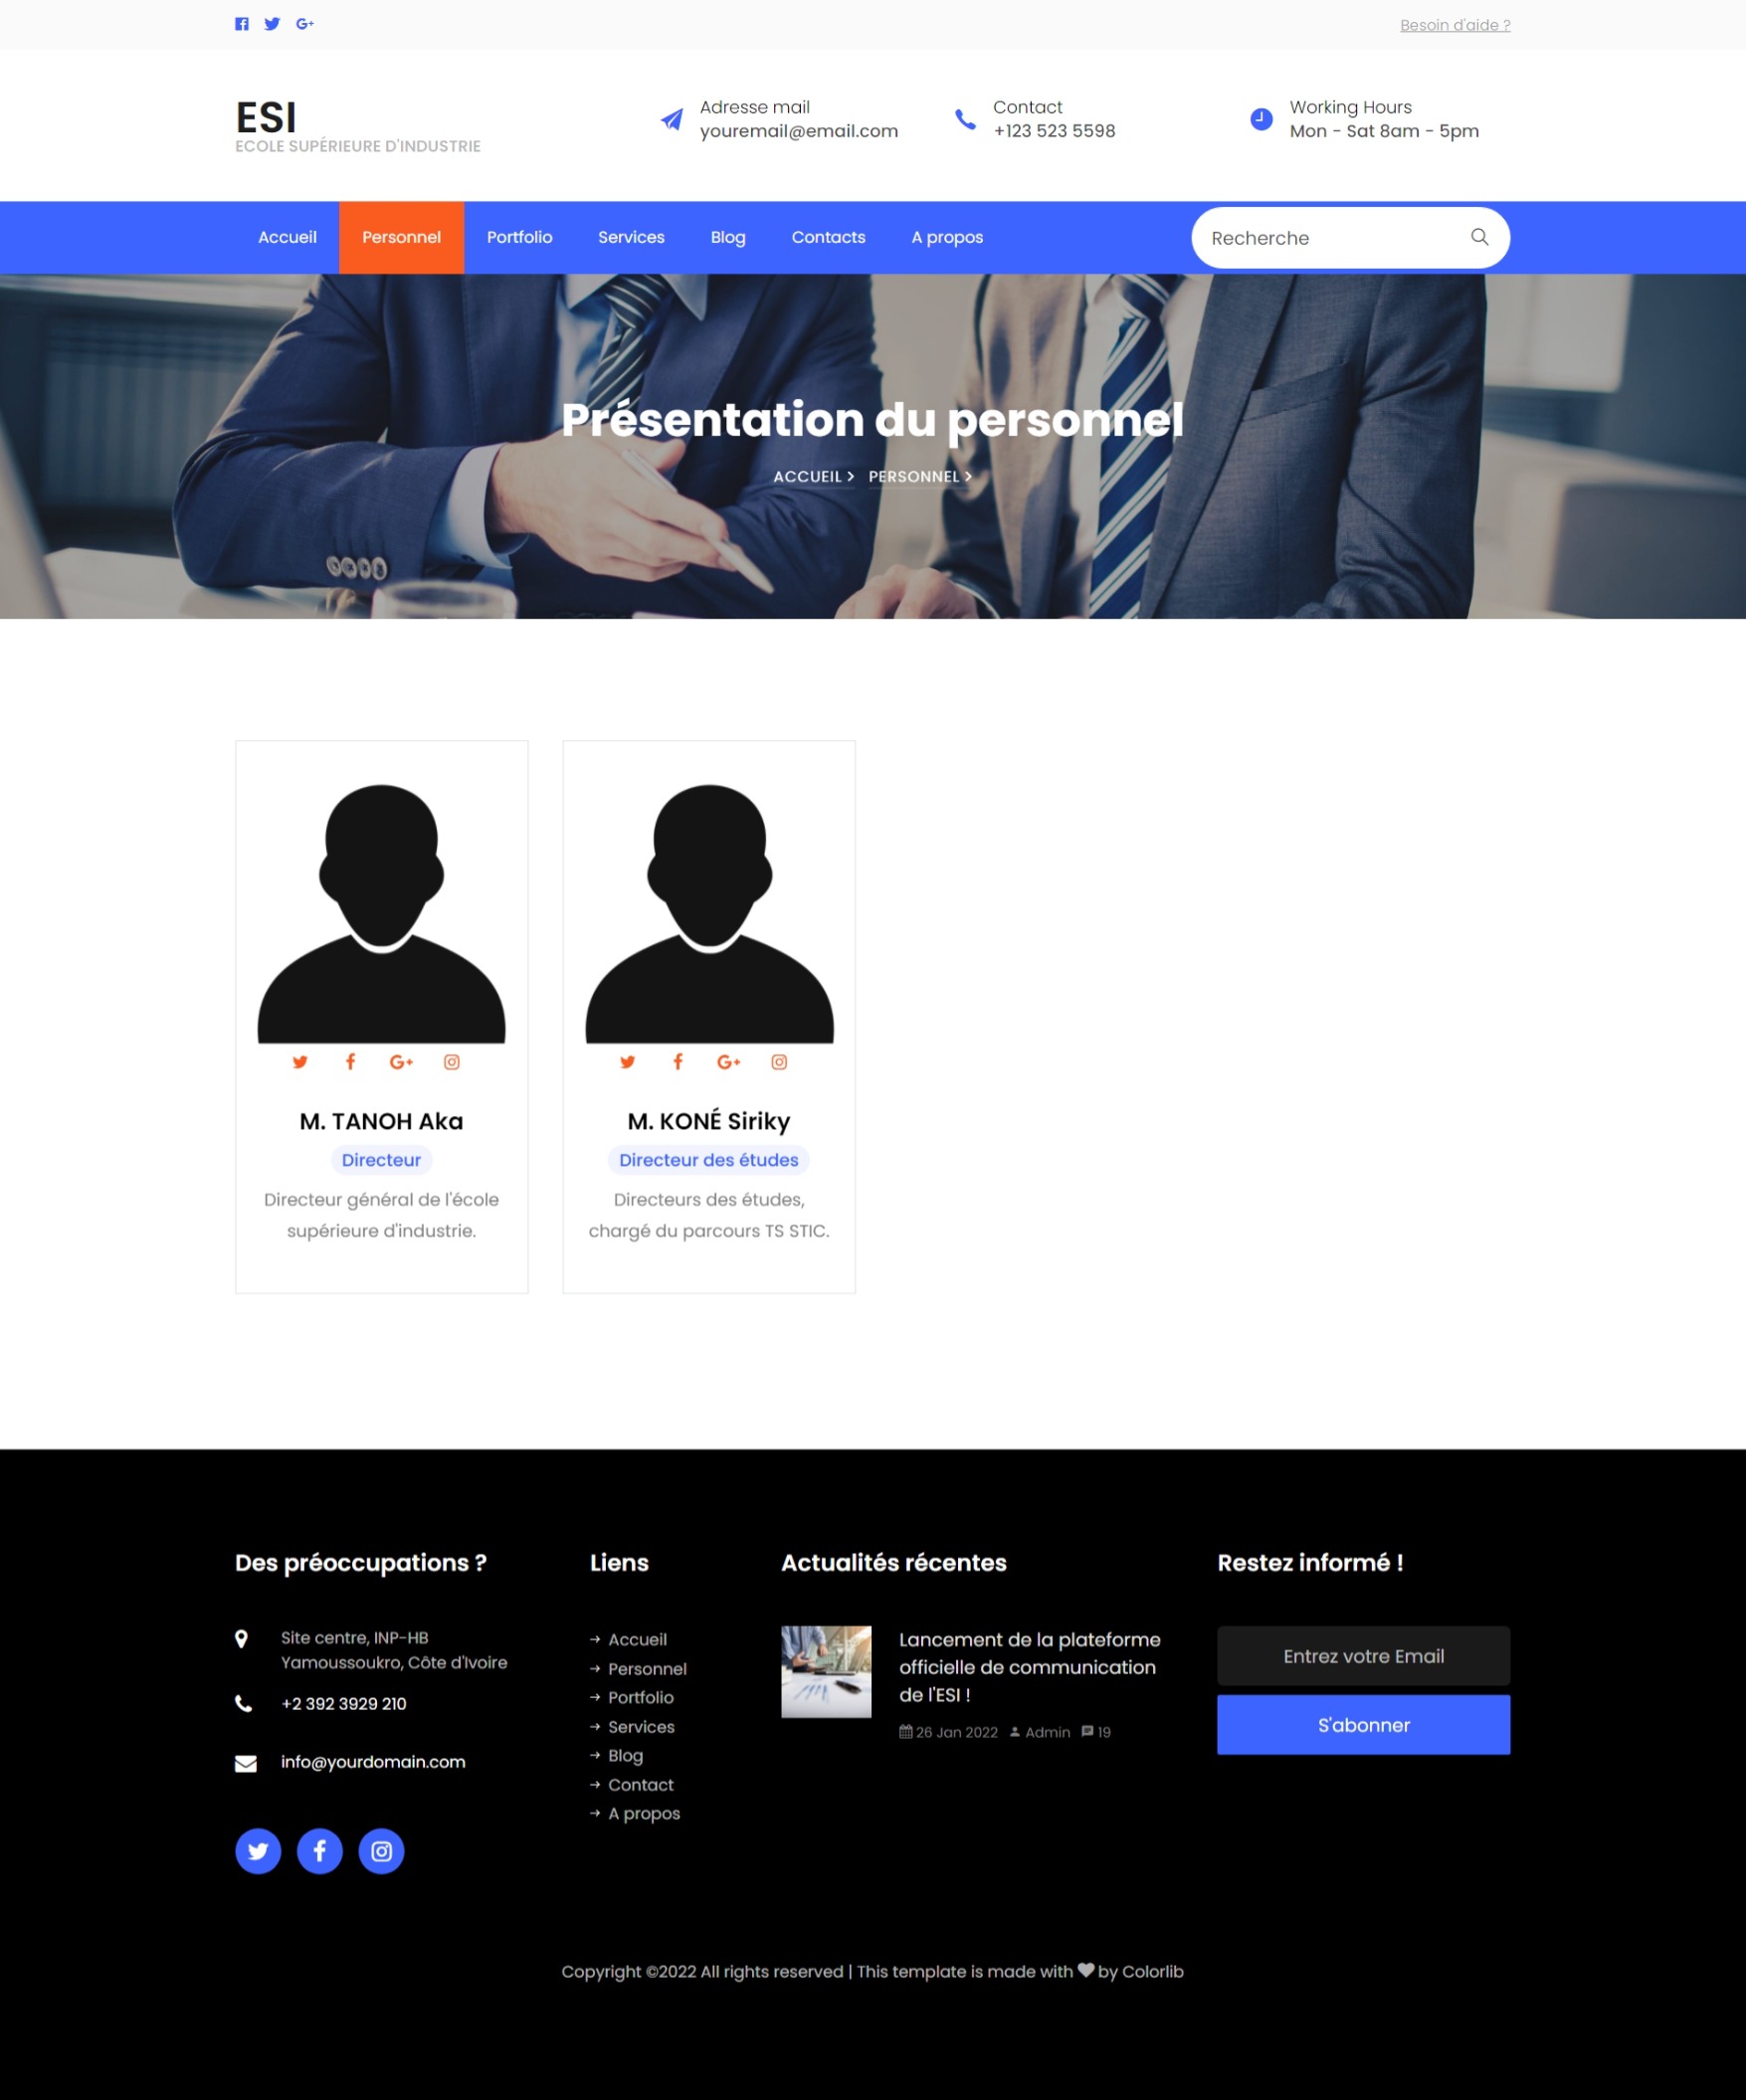 Besoin d'aide ?
ESI
ECOLE SUPÉRIEURE D'INDUSTRIE
Adresse mail
youremail@email.com
Contact
+123 523 5598
Working Hours
Mon - Sat 8am - 5pm
Accueil
Personnel
Portfolio
Services
Blog
Contacts
A propos
Recherche
Présentation du personnel
ACCUEIL > PERSONNEL >
M. TANOH Aka
Directeur
Directeur général de l'école
supérieure d'industrie.
M. KONÉ Siriky
Directeur des études
Directeurs des études,
chargé du parcours TS STIC.
Des préoccupations ?
Site centre, INP-HB
Yamoussoukro, Côte d'Ivoire
+2 392 3929 210
info@yourdomain.com
Liens
Accueil
Personnel
Portfolio
Services
Blog
Contact
A propos
Actualités récentes
Lancement de la plateforme
officielle de communication
de l'ESI !
26 Jan 2022 Admin 19
Restez informé !
Entrez votre Email
S'abonner
Copyright ©2022 All rights reserved | This template is made with ♥ by Colorlib